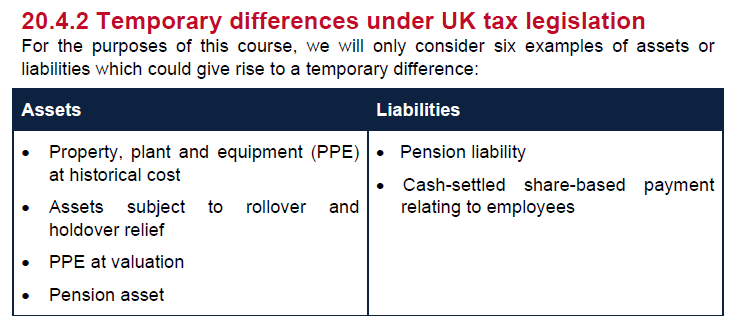 20.4.2 Temporary differences under UK tax legislation
For the purposes of this course, we will only consider six examples of assets or
liabilities which could give rise to a temporary difference:
Assets
• Property, plant and equipment (PPE)
at historical cost
• Assets subject to rollover and
holdover relief
• PPE at valuation
• Pension asset
Liabilities
• Pension liability
• Cash-settled share-based payment
relating to employees